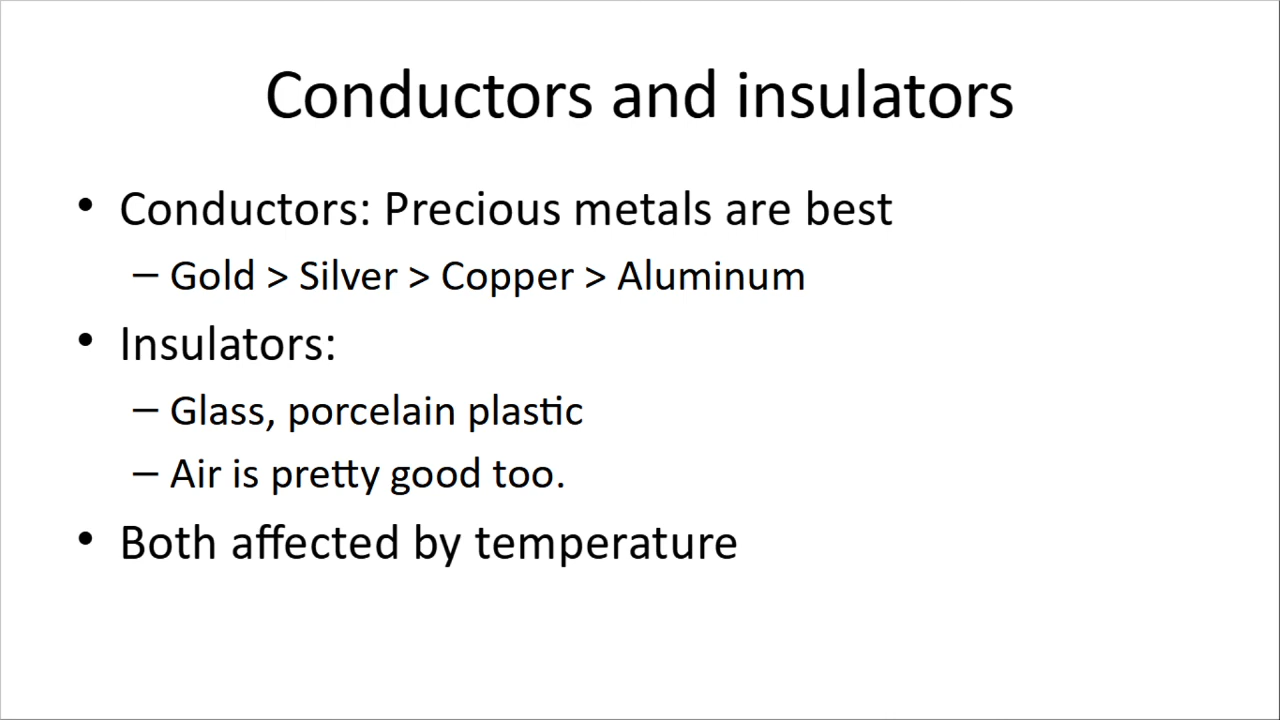 Conductors and insulators
• Conductors: Precious metals are best
– Gold > Silver > Copper > Aluminum
• Insulators:
– Glass, porcelain plastic
– Air is pretty good too.
• Both affected by temperature